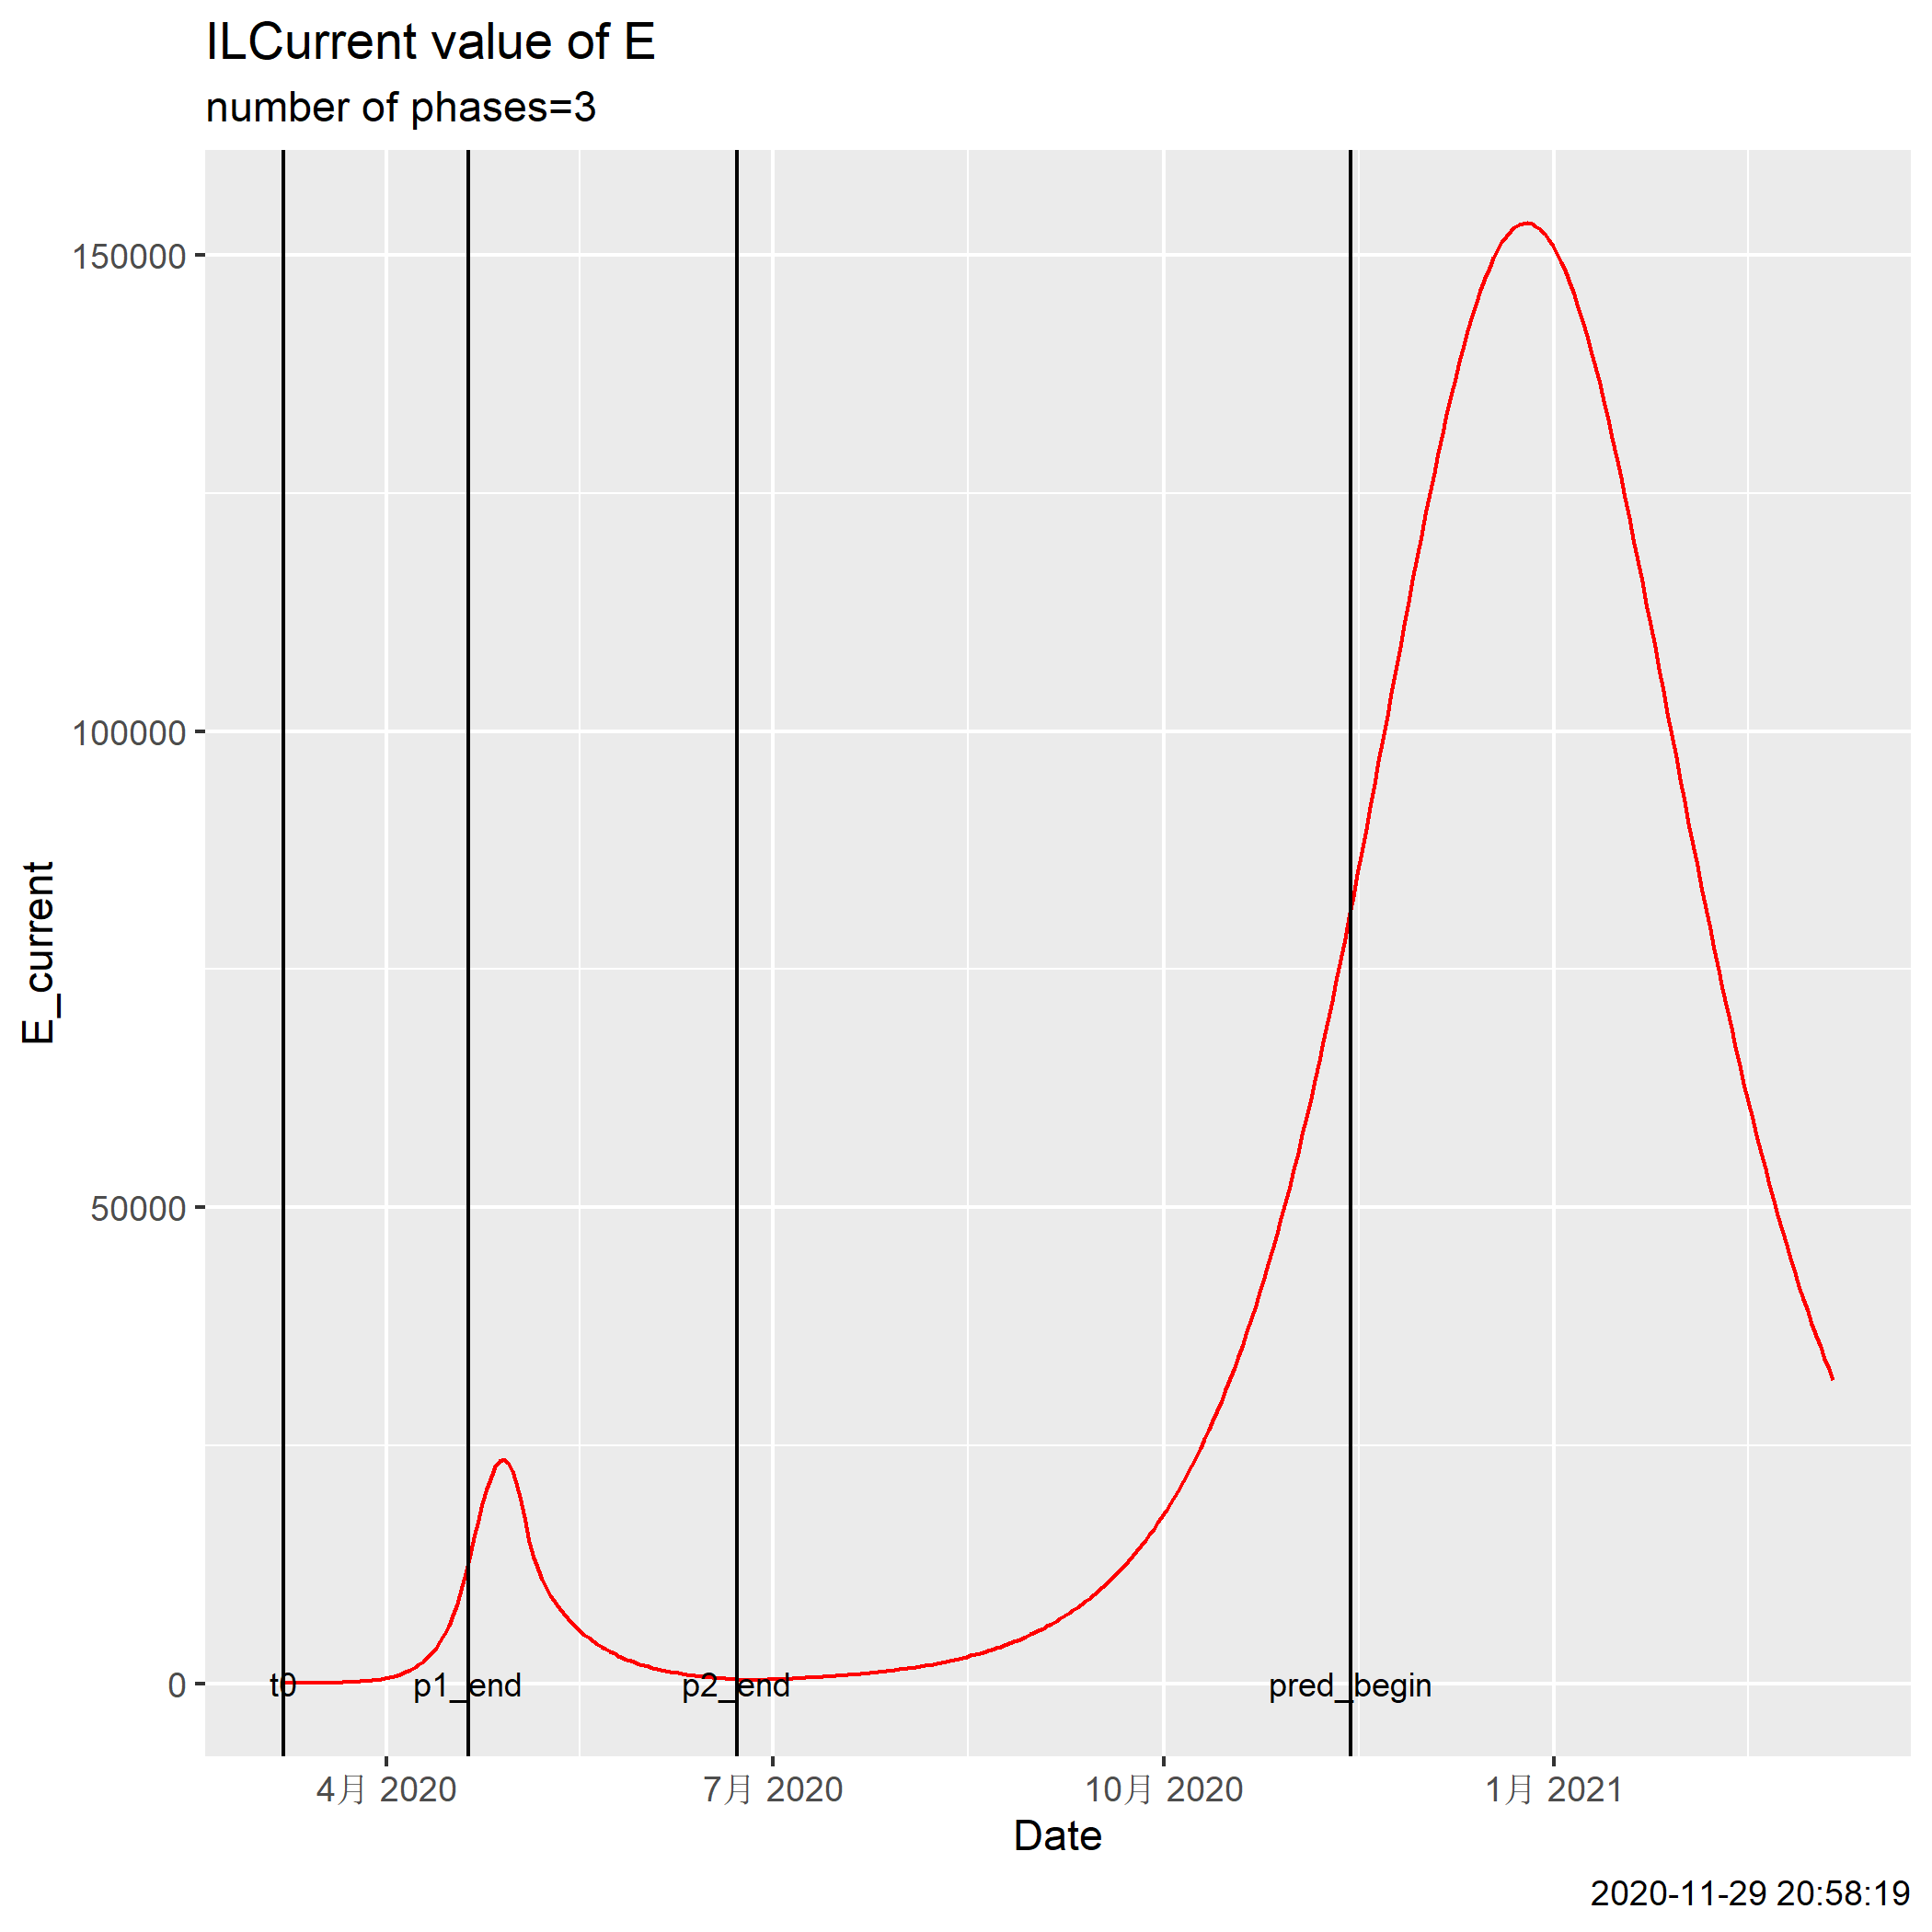 ILCurrent value of E
number of phases=3
150000
100000
50000
0
E_current
t0
p1_end
p2_end
pred_begin
4月 2020
7月 2020
10月 2020
1月 2021
Date
2020-11-29 20:58:19